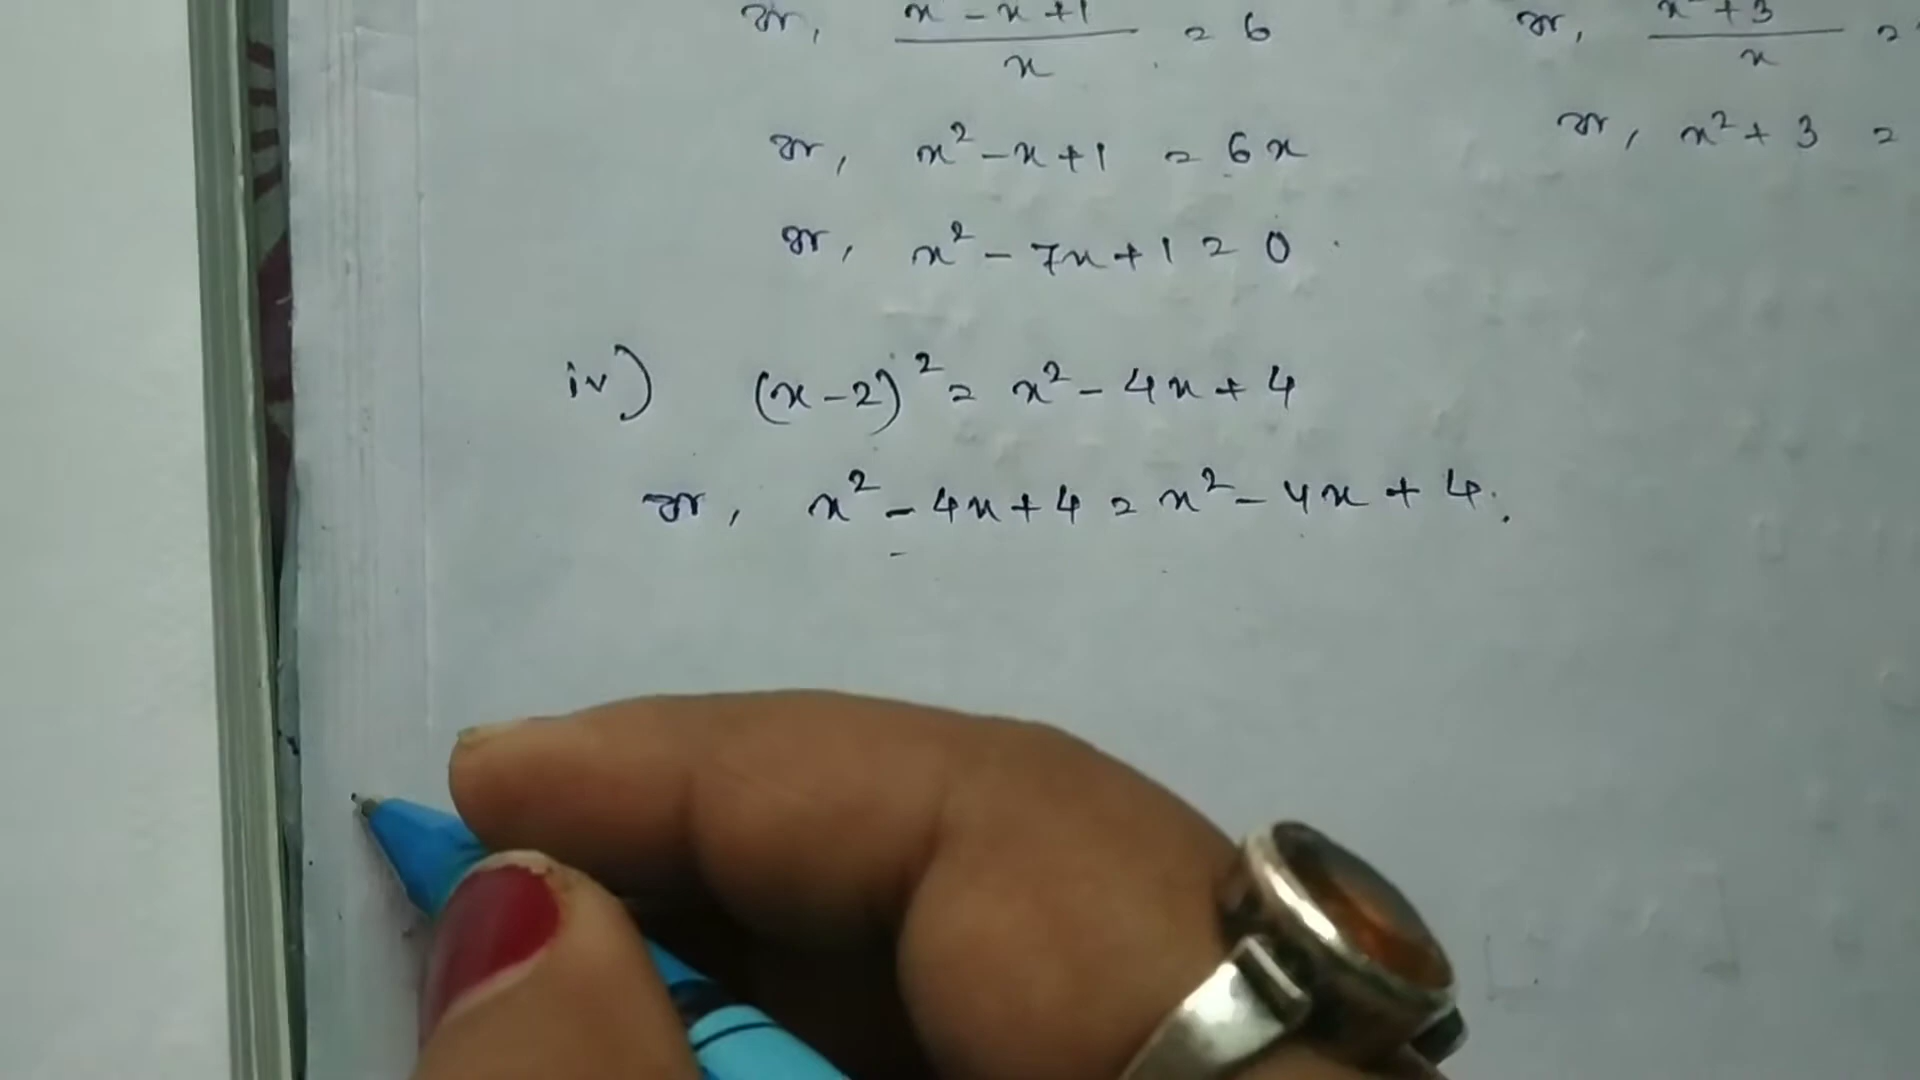 বা, x - x + 1 / x = 6
বা, x² - x + 1 = 6x
বা, x² - 7x + 1 = 0
বা, x² + 3 / x =
বা, x² + 3 =
iv) (x-2)² = x² - 4x + 4
বা, x² - 4x + 4 = x² - 4x + 4.